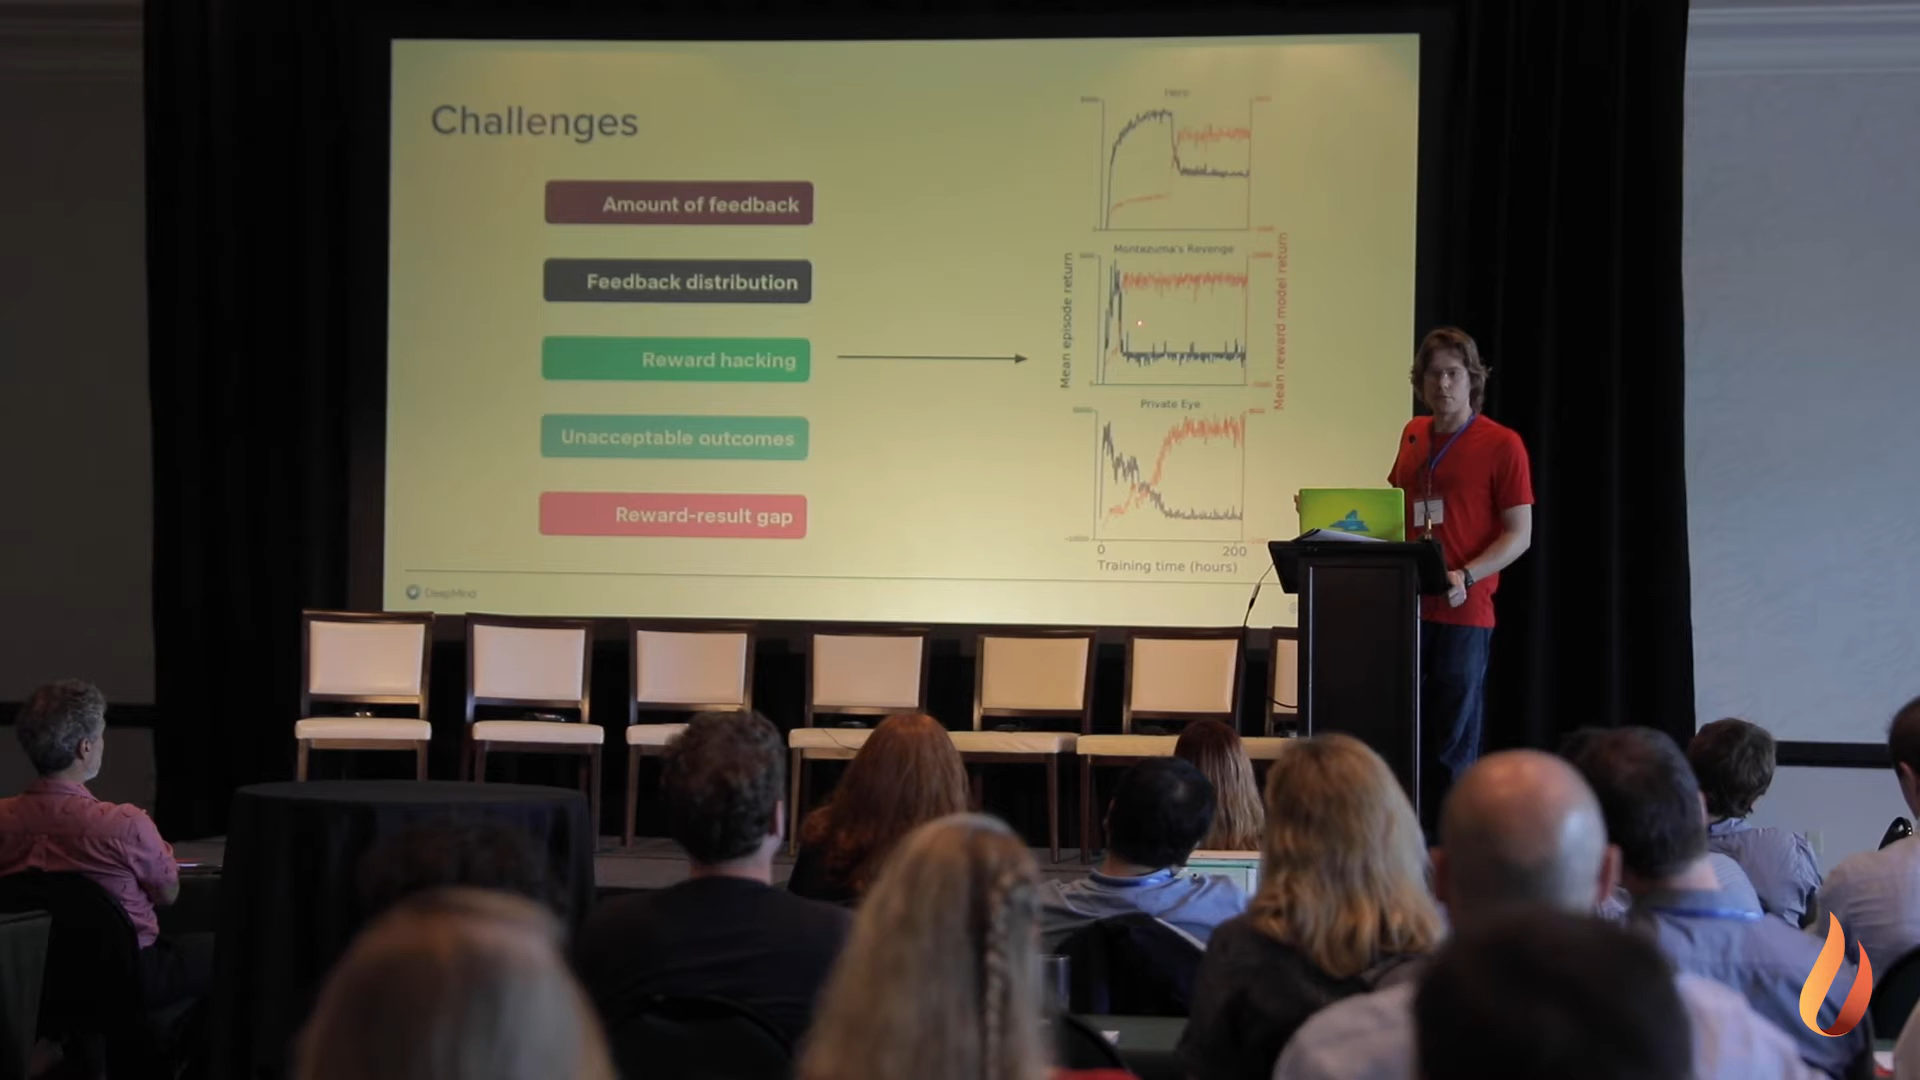 Challenges
Amount of feedback
Feedback distribution
Reward hacking
Unacceptable outcomes
Reward-result gap
Hero
Montezuma's Revenge
Private Eye
Mean episode return
Mean reward model return
0
200
Training time (hours)
DeepMind